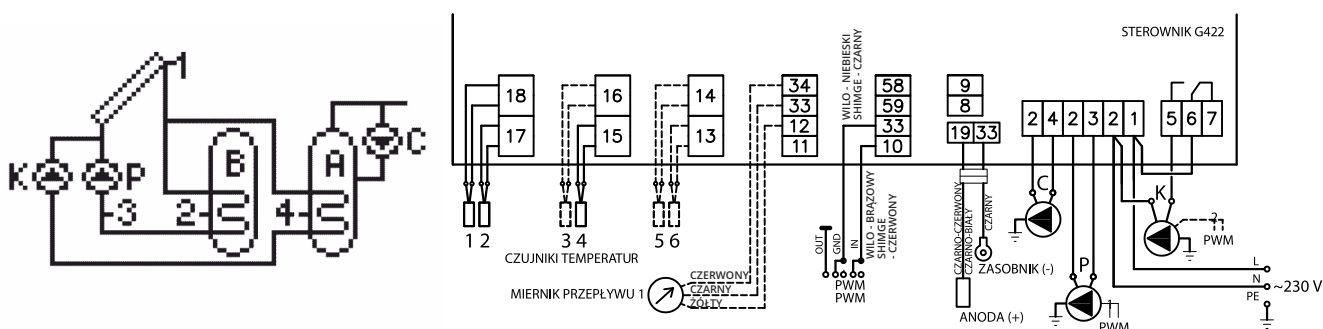 1
K
P
B
A
C
3
2
4
STEROWNIK G422
18
17
16
15
14
13
34
33
12
11
WILO - NIEBIESKI
SHIMGE - CZARNY
58
59
33
10
9
8
19 33
2 4 2 3 2 1
5 6 7
1 2
3 4
5 6
CZUJNIKI TEMPERATUR
MIERNIK PRZEPŁYWU 1
CZERWONY
CZARNY
ŻÓŁTY
OUT
GND
IN
PWM
PWM
WILO - BRĄZOWY
SHIMGE
- CZERWONY
CZARNO-CZERWONY
CZARNO-BIAŁY
CZARNY
ZASOBNIK (-)
ANODA (+)
C
P
PWM
K
2
PWM
L
N
PE
~230 V